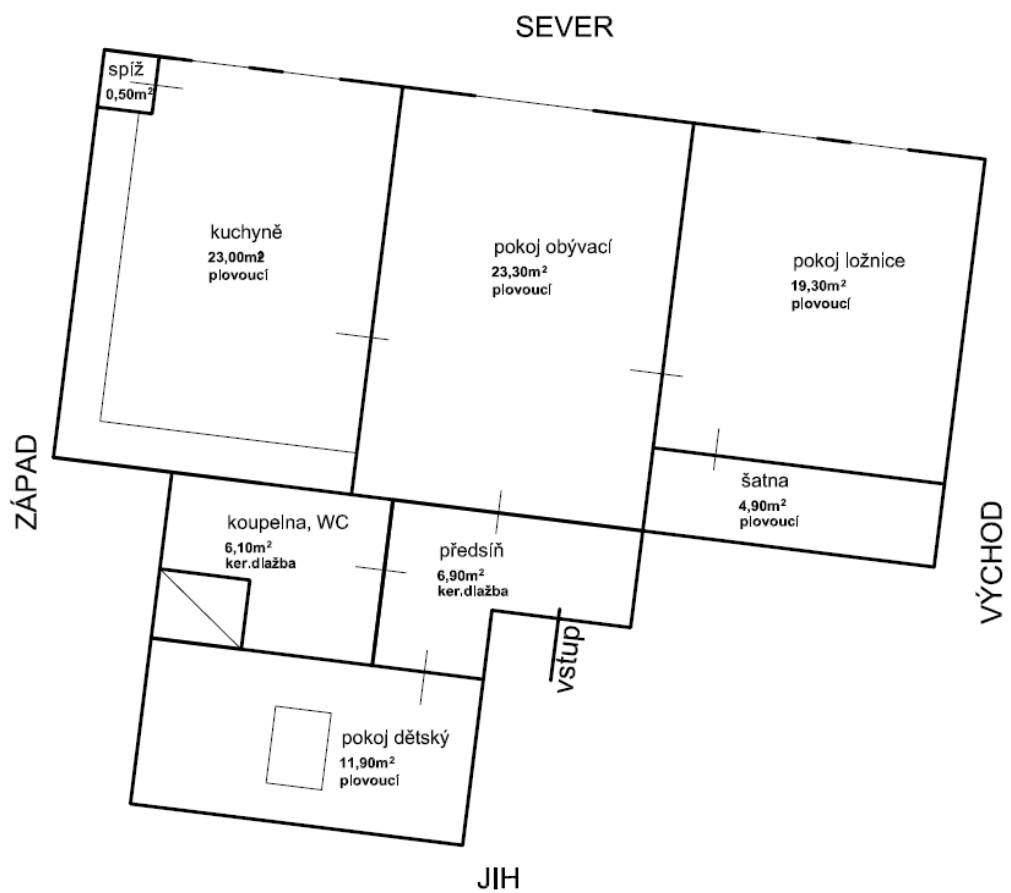 SEVER
spíž
0,50m²
kuchyně
23,00m²
plovoucí
pokoj obývací
23,30m²
plovoucí
pokoj ložnice
19,30m²
plovoucí
ZÁPAD
šatna
4,90m²
plovoucí
koupelna, WC
6,10m²
ker.dlažba
předsíň
6,90m²
ker.dlažba
VÝCHOD
vstup
pokoj dětský
11,90m²
plovoucí
JIH